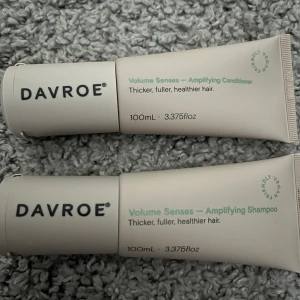 DAVROE®
Volume Senses — Amplifying Conditioner
Thicker, fuller, healthier hair.
100mL · 3.375floz
DAVROE®
Volume Senses — Amplifying Shampoo
Thicker, fuller, healthier hair.
100mL · 3.375floz